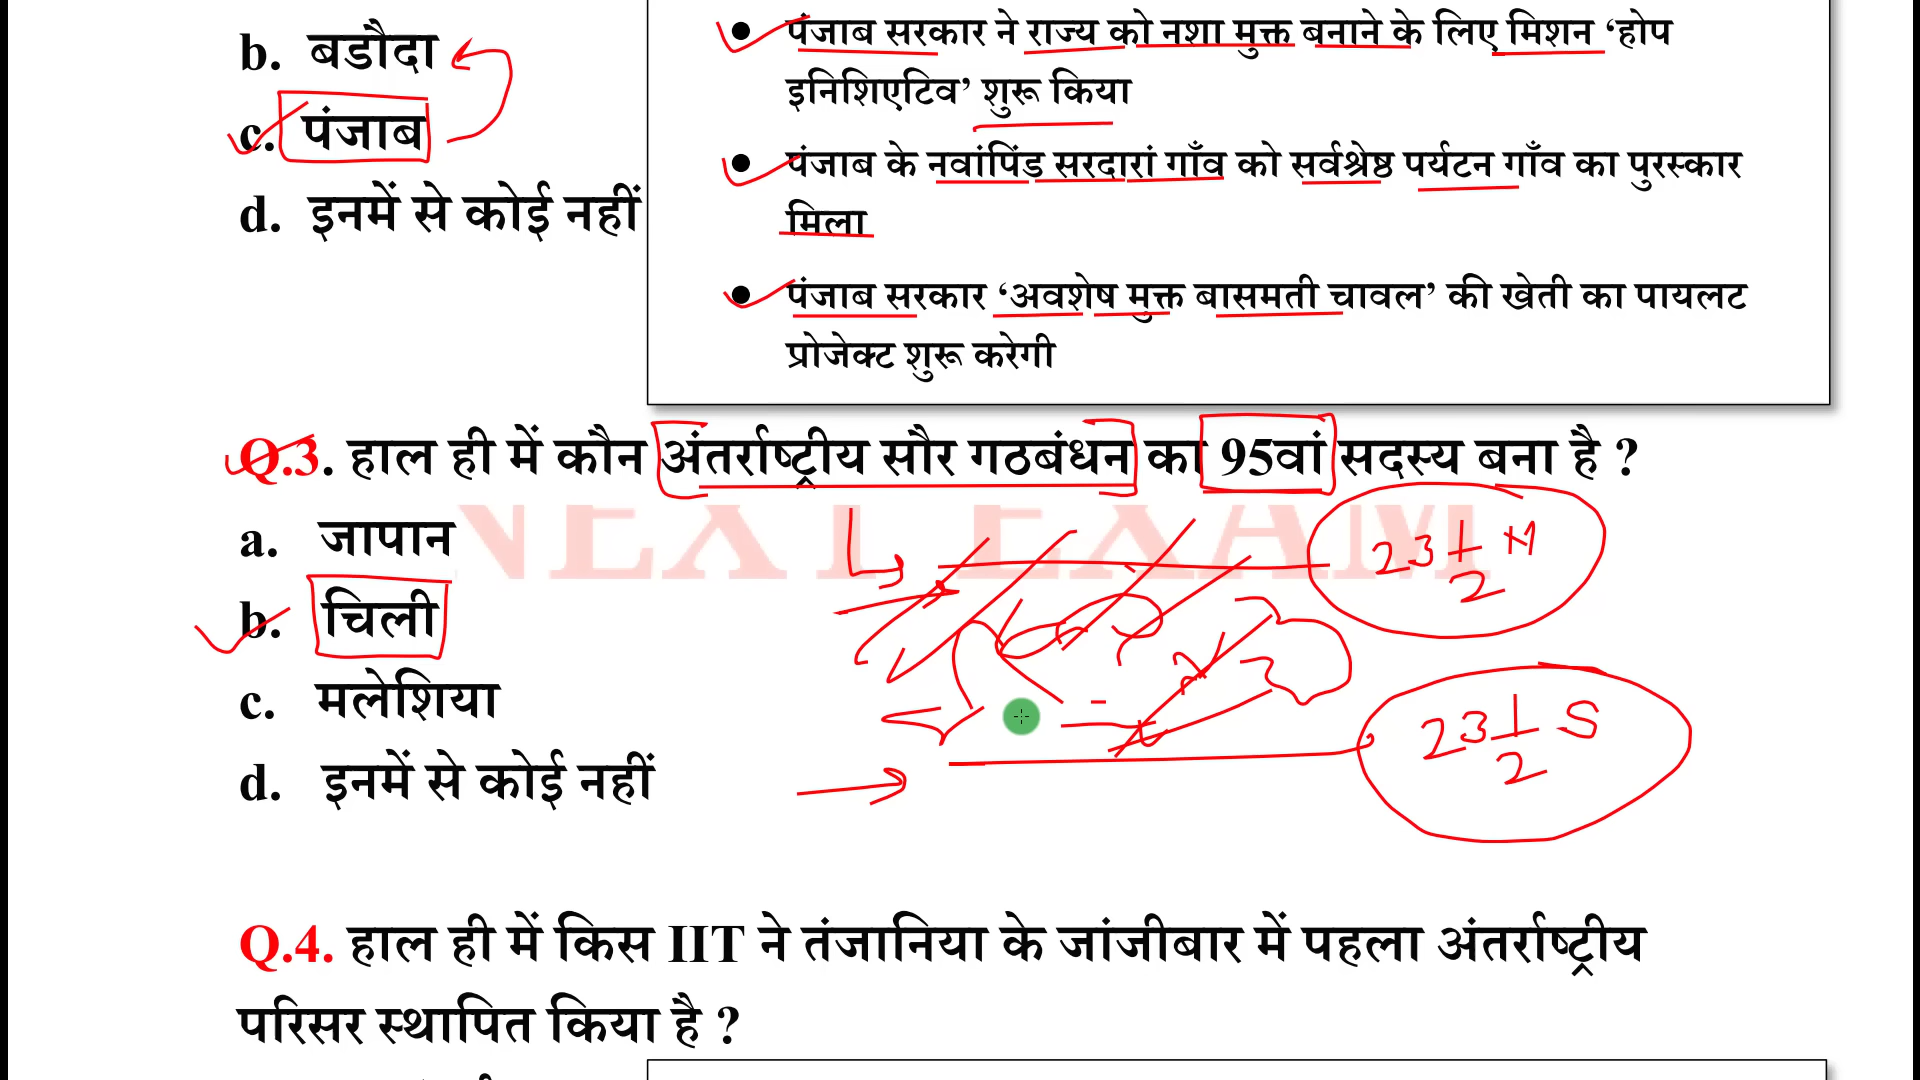 b. बडौदा
c. पंजाब
d. इनमें से कोई नहीं
• पंजाब सरकार ने राज्य को नशा मुक्त बनाने के लिए मिशन ‘होप
इनिशिएटिव’ शुरू किया
• पंजाब के नवांपिंड सरदारां गाँव को सर्वश्रेष्ठ पर्यटन गाँव का पुरस्कार
मिला
• पंजाब सरकार ‘अवशेष मुक्त बासमती चावल’ की खेती का पायलट
प्रोजेक्ट शुरू करेगी
Q.3. हाल ही में कौन अंतर्राष्ट्रीय सौर गठबंधन का 95वां सदस्य बना है ?
NEXT EXAM
a. जापान
23 1/2 N
b. चिली
c. मलेशिया
23 1/2 S
d. इनमें से कोई नहीं
Q.4. हाल ही में किस IIT ने तंजानिया के जांजीबार में पहला अंतर्राष्ट्रीय
परिसर स्थापित किया है ?